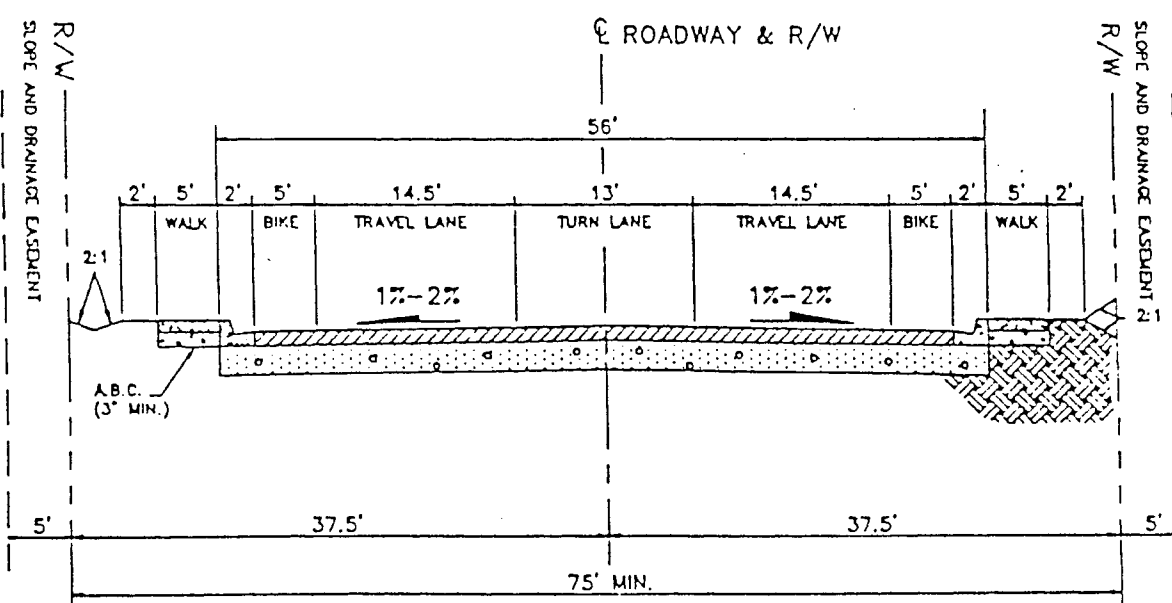 ℄ ROADWAY & R/W
R/W
SLOPE AND DRAINAGE EASEMENT
R/W
SLOPE AND DRAINAGE EASEMENT
56'
2' 5' 2' 5' 14.5' 13' 14.5' 5' 2' 5' 2'
WALK BIKE TRAVEL LANE TURN LANE TRAVEL LANE BIKE WALK
2:1
1%-2% 1%-2%
2:1
A.B.C.
(3" MIN.)
5' 37.5' 37.5' 5'
75' MIN.